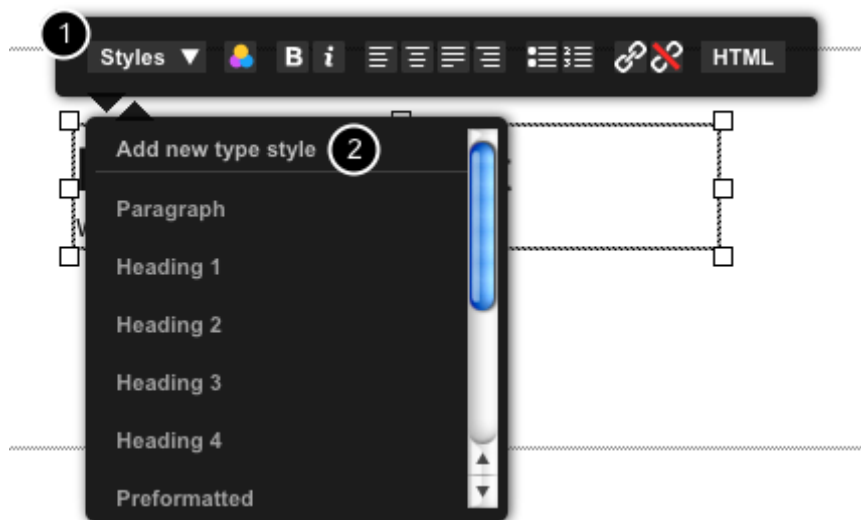 1
Styles B i HTML
Add new type style 2
Paragraph
Heading 1
Heading 2
Heading 3
Heading 4
Preformatted